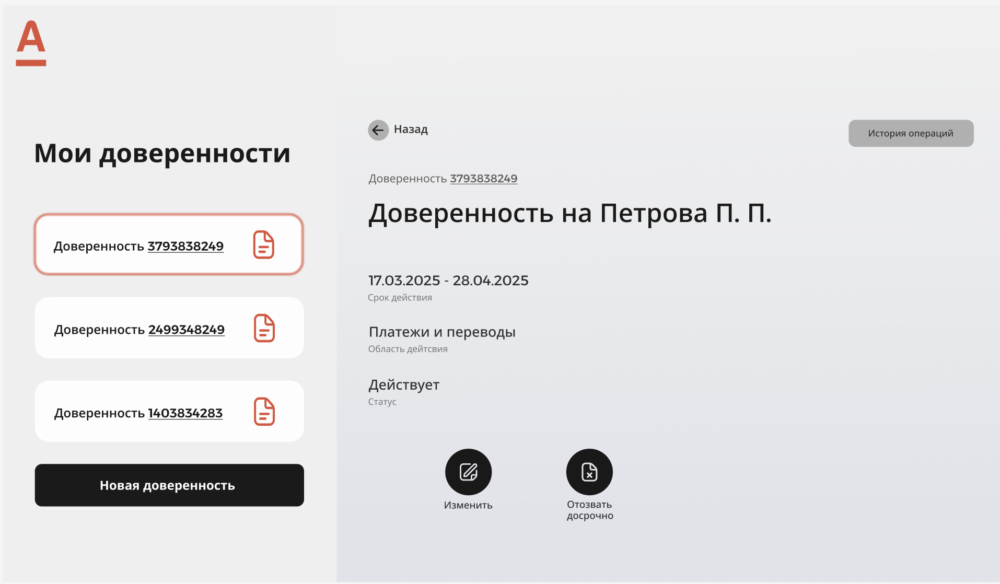 А
Мои доверенности
Доверенность 3793838249
Доверенность 2499348249
Доверенность 1403834283
Новая доверенность
Назад
История операций
Доверенность 3793838249
Доверенность на Петрова П. П.
17.03.2025 - 28.04.2025
Срок действия
Платежи и переводы
Область дейтсвия
Действует
Статус
Изменить
Отозвать
досрочно